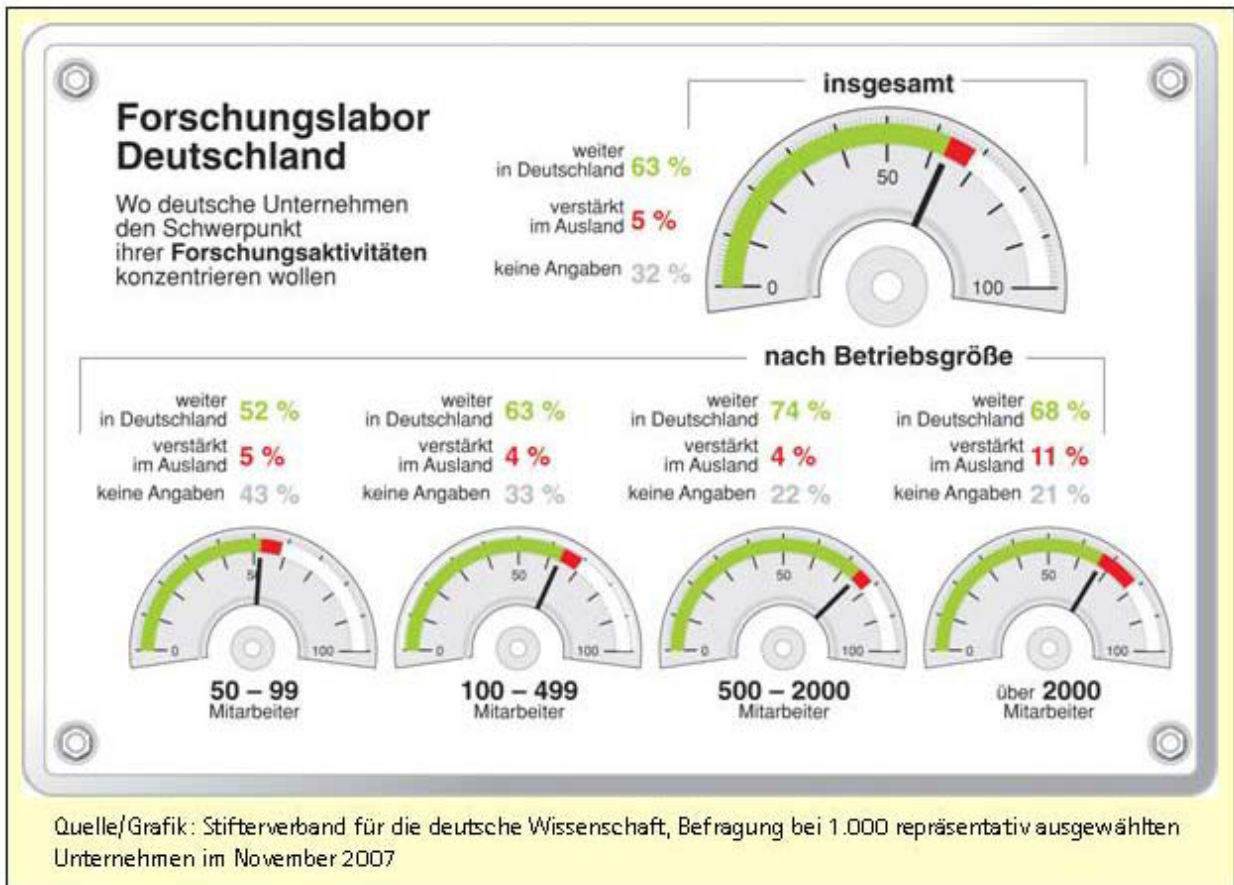 Forschungslabor
Deutschland
Wo deutsche Unternehmen
den Schwerpunkt
ihrer Forschungsaktivitäten
konzentrieren wollen
insgesamt
weiter
in Deutschland 63 %
verstärkt
im Ausland 5 %
keine Angaben 32 %
50
0
100
nach Betriebsgröße
weiter
in Deutschland 52 %
verstärkt
im Ausland 5 %
keine Angaben 43 %
50
0
100
50 – 99
Mitarbeiter
weiter
in Deutschland 63 %
verstärkt
im Ausland 4 %
keine Angaben 33 %
50
0
100
100 – 499
Mitarbeiter
weiter
in Deutschland 74 %
verstärkt
im Ausland 4 %
keine Angaben 22 %
50
0
100
500 – 2000
Mitarbeiter
weiter
in Deutschland 68 %
verstärkt
im Ausland 11 %
keine Angaben 21 %
50
0
100
über 2000
Mitarbeiter
Quelle/Grafik: Stifterverband für die deutsche Wissenschaft, Befragung bei 1.000 repräsentativ ausgewählten
Unternehmen im November 2007